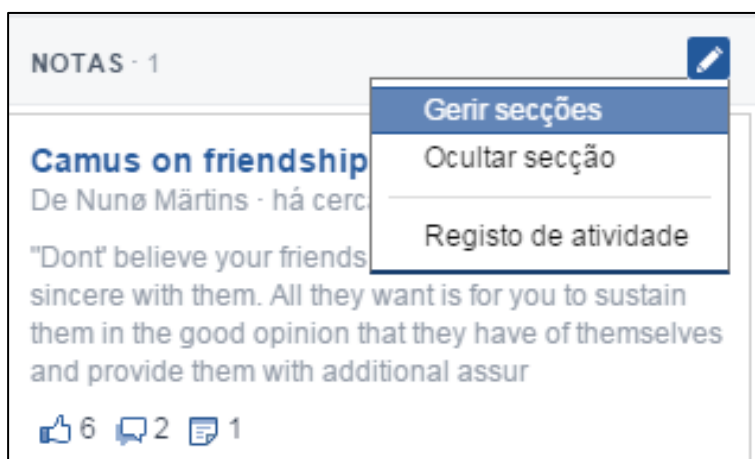 NOTAS · 1
Gerir secções
Ocultar secção
Registo de atividade
Camus on friendship
De Nunø Märtins · há cerc
"Dont' believe your friends
sincere with them. All they want is for you to sustain
them in the good opinion that they have of themselves
and provide them with additional assur
6 2 1